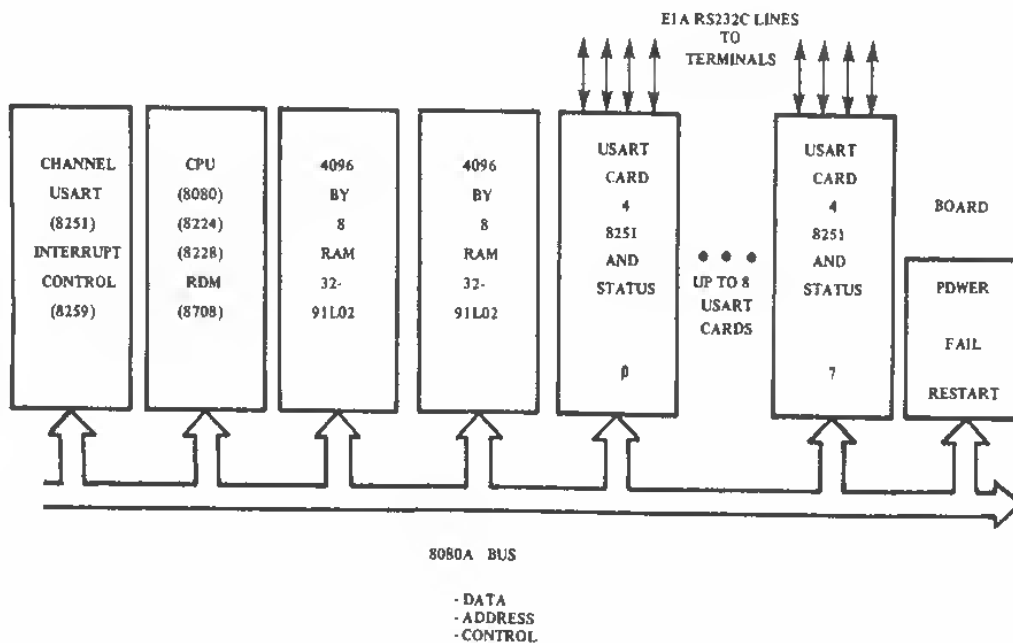 E1A RS232C LINES
TO
TERMINALS
CHANNEL
USART
(8251)
INTERRUPT
CONTROL
(8259)
CPU
(8080)
(8224)
(8228)
RDM
(8708)
4096
BY
8
RAM
32-
91L02
4096
BY
8
RAM
32-
91L02
USART
CARD
4
8251
AND
STATUS
0
● ● ●
UP TO 8
USART
CARDS
USART
CARD
4
8251
AND
STATUS
7
BOARD
PDWER
FAIL
RESTART
8080A BUS
- DATA
- ADDRESS
- CONTROL